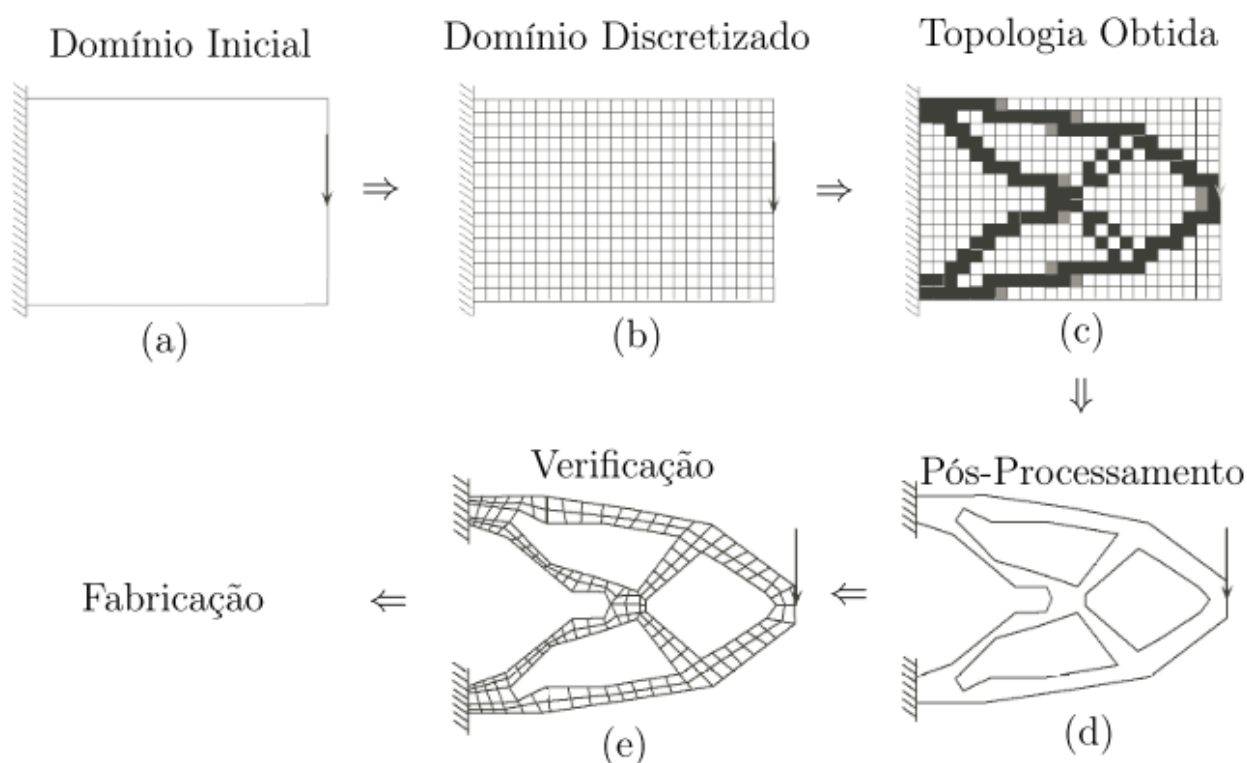 Domínio Inicial
Domínio Discretizado
Topologia Obtida
⇒
⇒
(a)
(b)
(c)
⇓
Verificação
Pós-Processamento
Fabricação
⇐
⇐
(e)
(d)